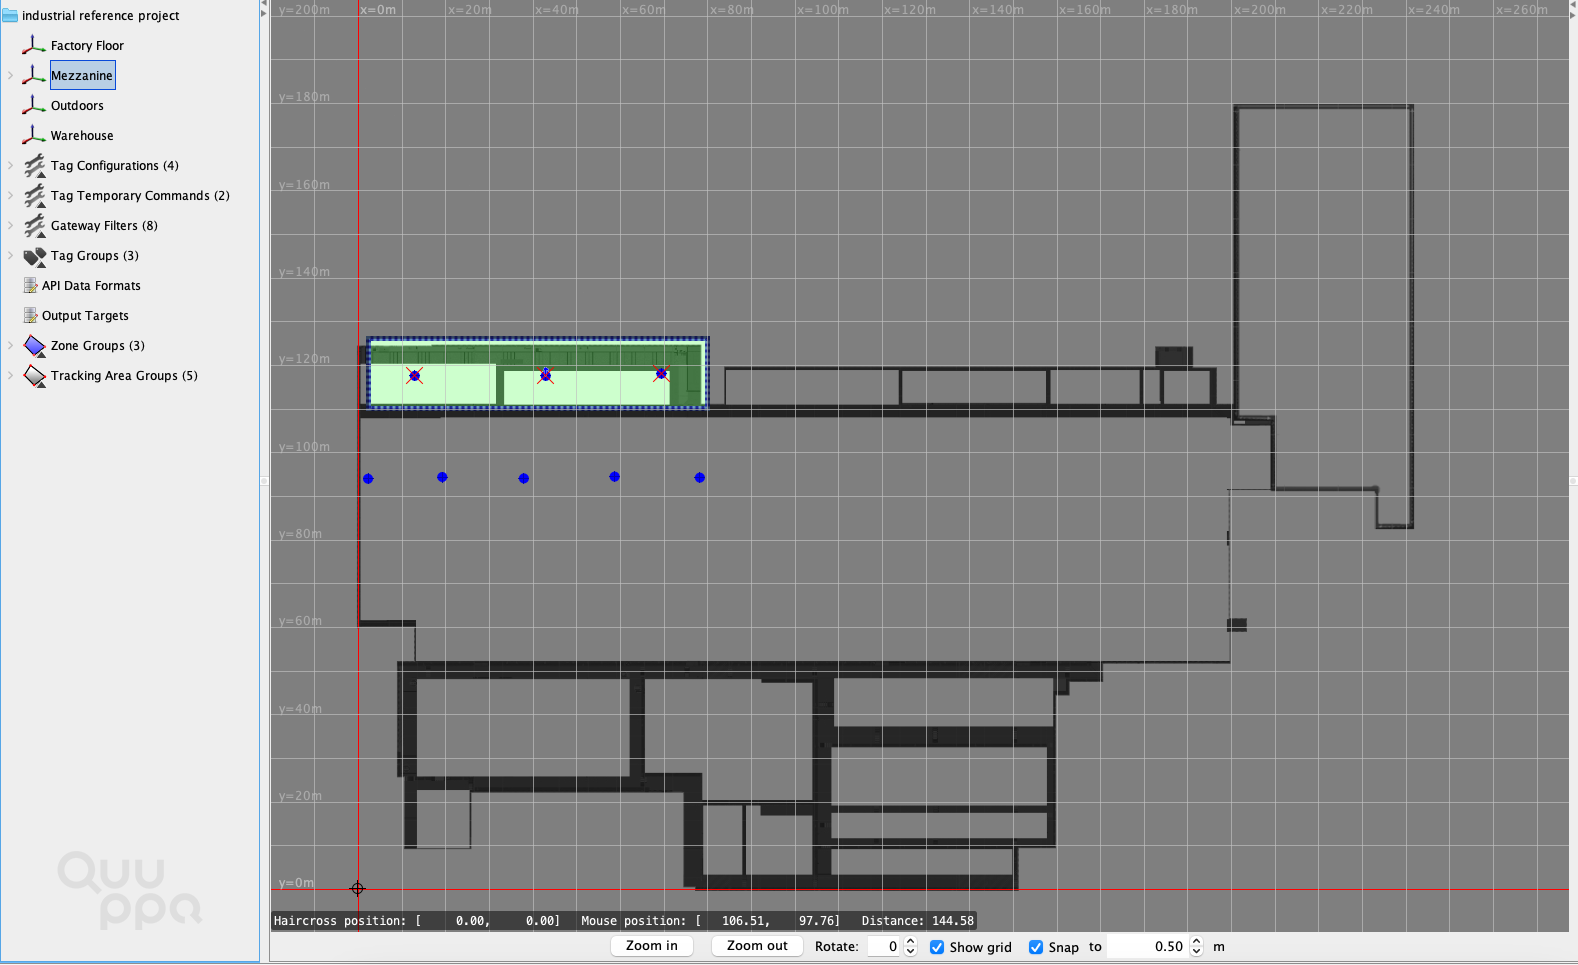 industrial reference project
Factory Floor
Mezzanine
Outdoors
Warehouse
Tag Configurations (4)
Tag Temporary Commands (2)
Gateway Filters (8)
Tag Groups (3)
API Data Formats
Output Targets
Zone Groups (3)
Tracking Area Groups (5)
Quuppa
y=200m x=0m x=20m x=40m x=60m x=80m x=100m x=120m x=140m x=160m x=180m x=200m x=220m x=240m x=260m
y=180m
y=160m
y=140m
y=120m
y=100m
y=80m
y=60m
y=40m
y=20m
y=0m
Haircross position: [ 0.00, 0.00] Mouse position: [ 106.51, 97.76] Distance: 144.58
Zoom in Zoom out Rotate: 0 Show grid Snap to 0.50 m